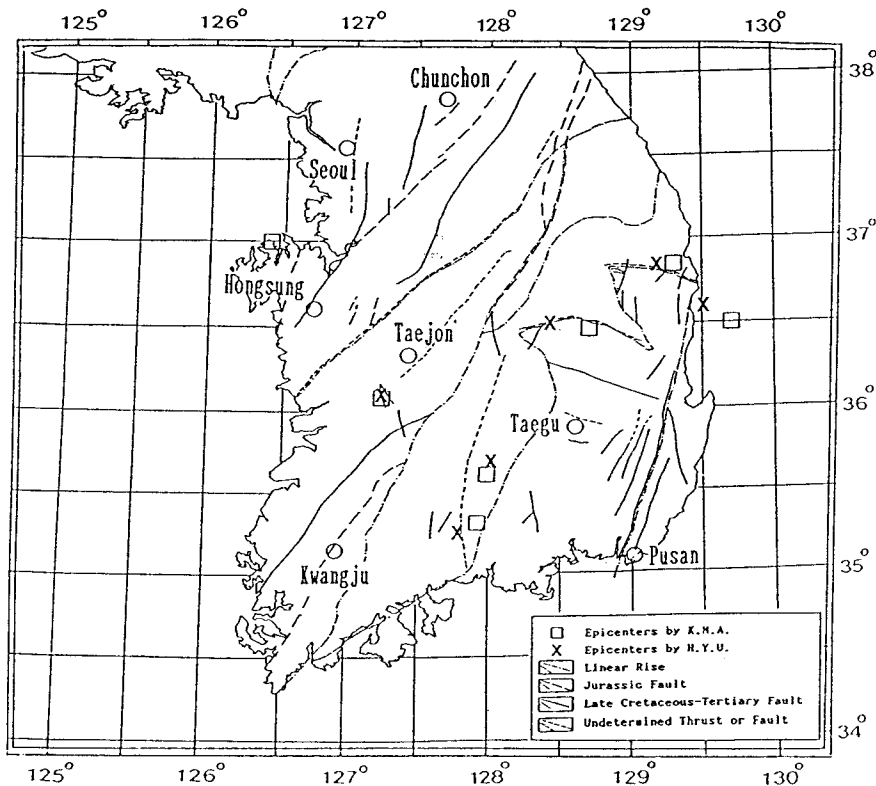 125° 126° 127° 128° 129° 130°
38°
Chunchon
Seoul
37°
Hongsung
Taejon
36°
Taegu
Pusan
35°
Kwangju
□ Epicenters by K.M.A.
X Epicenters by H.Y.U.
Linear Rise
Jurassic Fault
Late Cretaceous-Tertiary Fault
Undetermined Thrust or Fault
34°
125° 126° 127° 128° 129° 130°